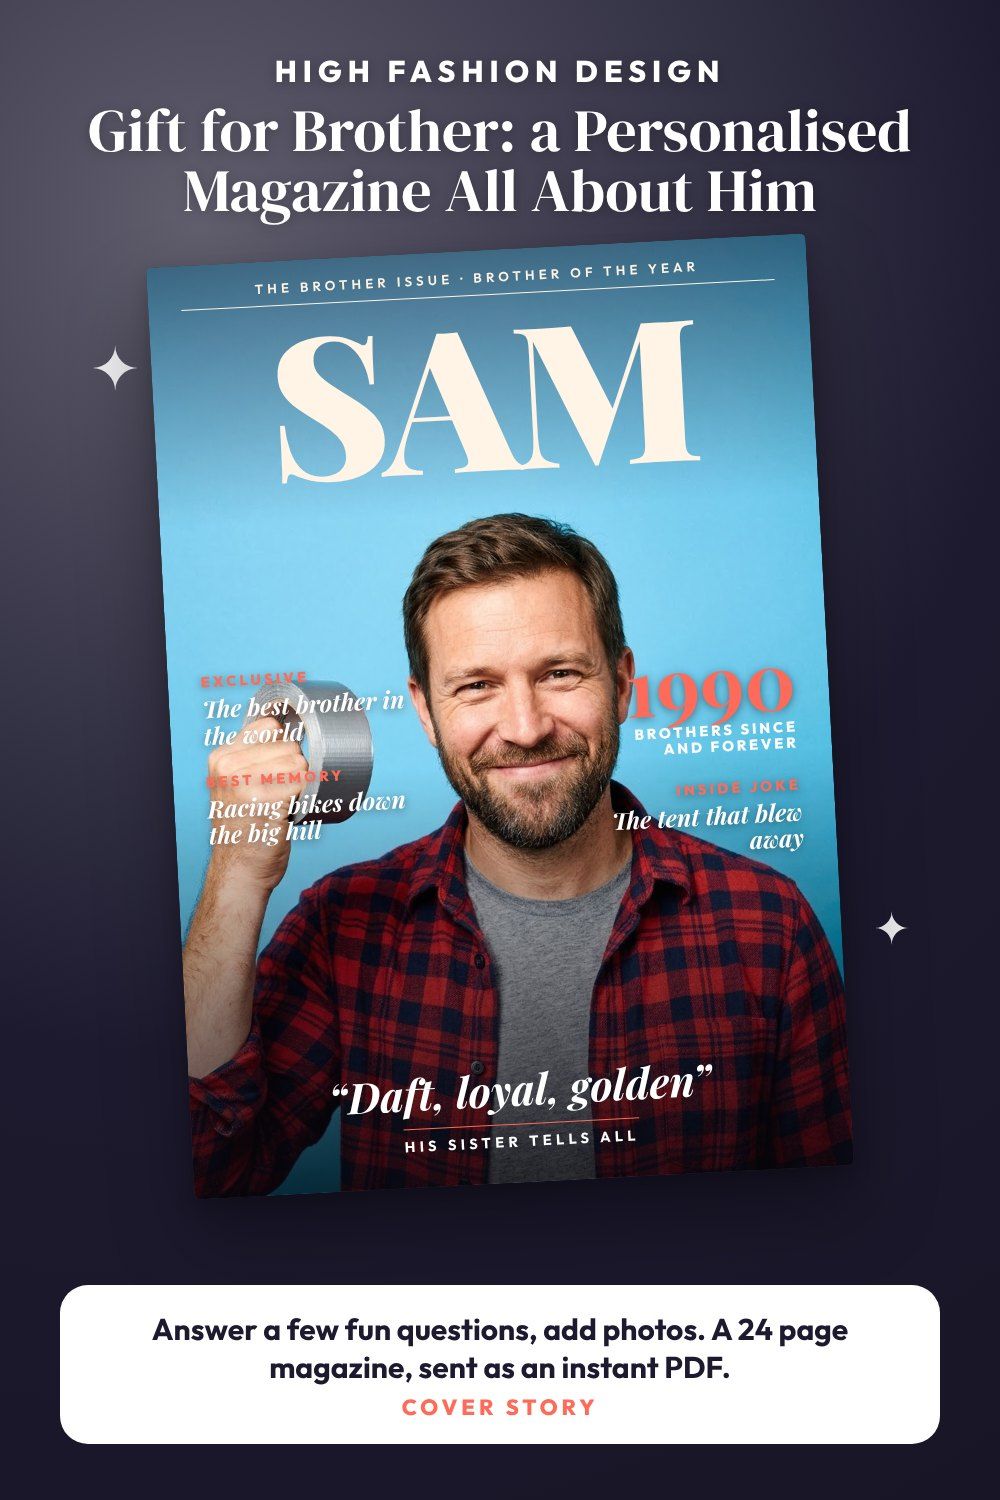 HIGH FASHION DESIGN
Gift for Brother: a Personalised
Magazine All About Him
THE BROTHER ISSUE · BROTHER OF THE YEAR
SAM
EXCLUSIVE
The best brother in
the world
BEST MEMORY
Racing bikes down
the big hill
1990
BROTHERS SINCE
AND FOREVER
INSIDE JOKE
The tent that blew
away
“Daft, loyal, golden”
HIS SISTER TELLS ALL
Answer a few fun questions, add photos. A 24 page
magazine, sent as an instant PDF.
COVER STORY